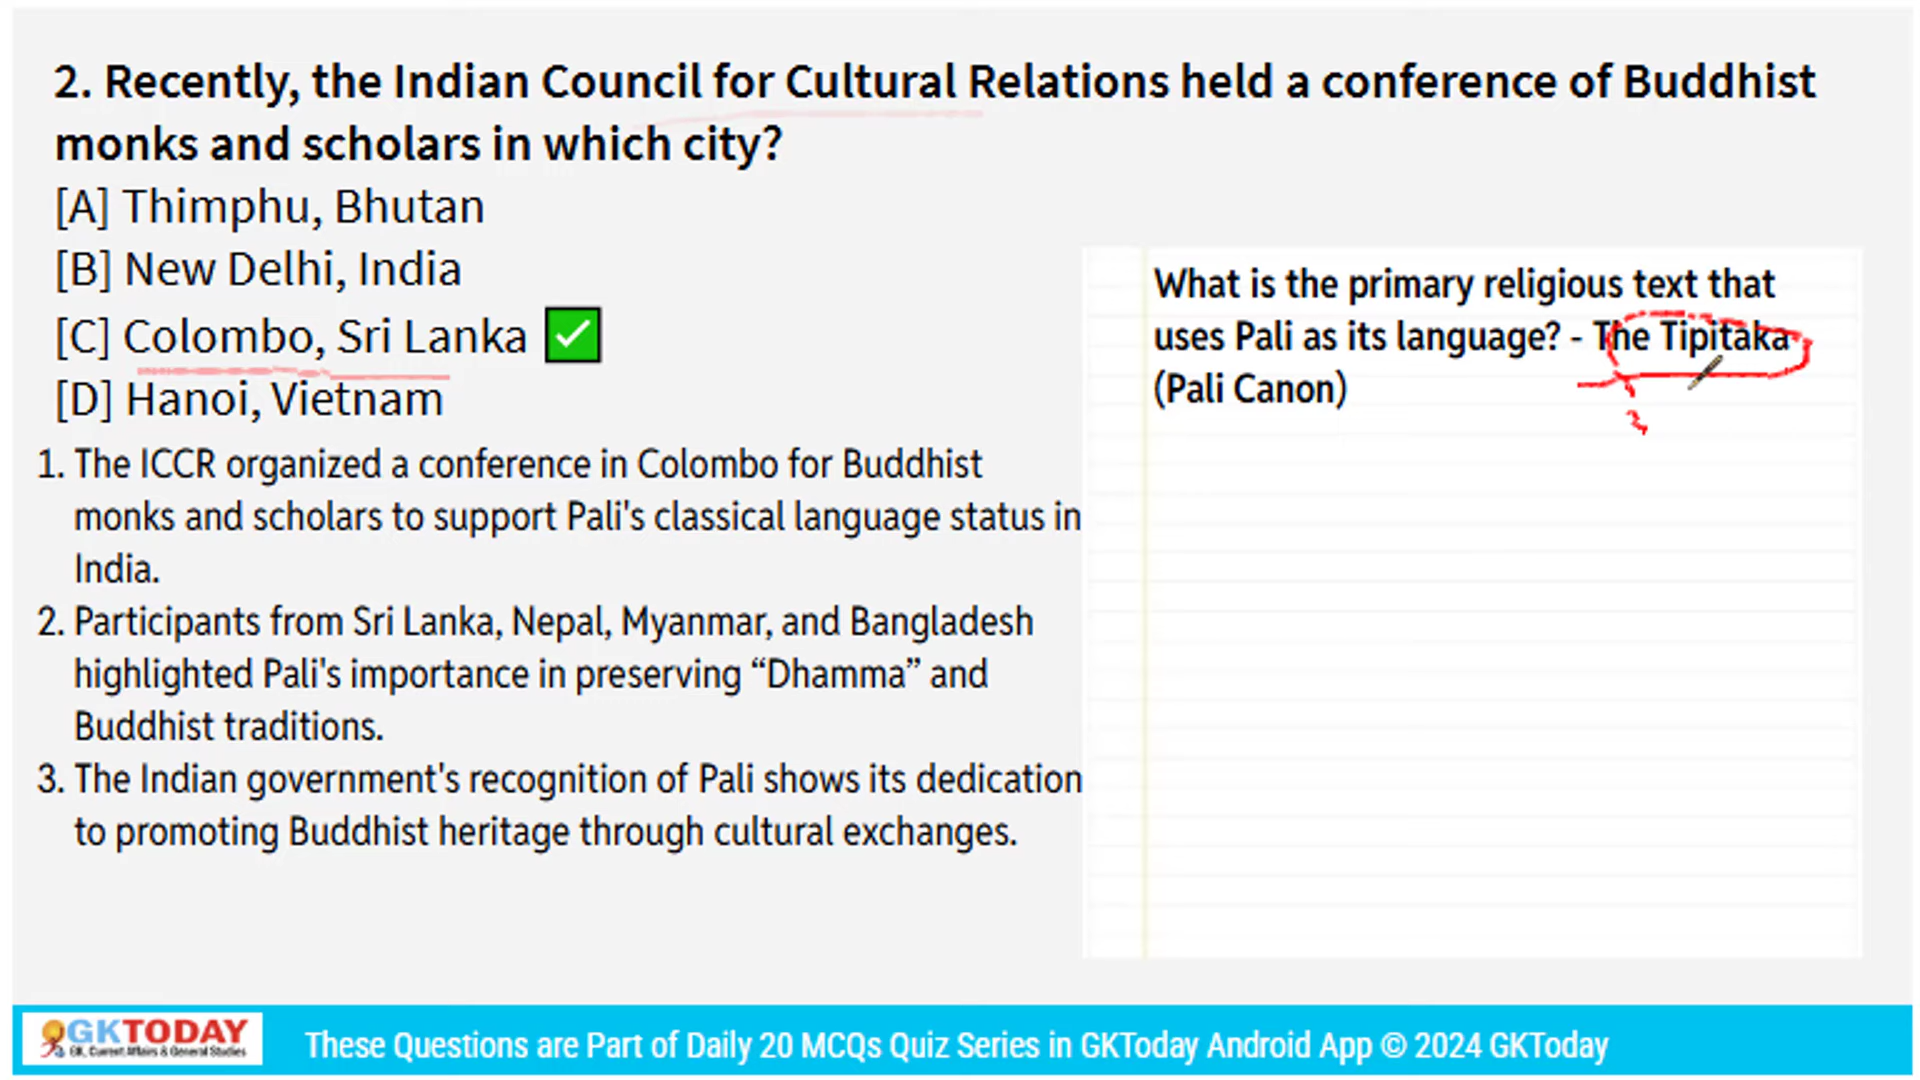 2. Recently, the Indian Council for Cultural Relations held a conference of Buddhist
monks and scholars in which city?
[A] Thimphu, Bhutan
[B] New Delhi, India
[C] Colombo, Sri Lanka
[D] Hanoi, Vietnam
1. The ICCR organized a conference in Colombo for Buddhist
monks and scholars to support Pali's classical language status in
India.
2. Participants from Sri Lanka, Nepal, Myanmar, and Bangladesh
highlighted Pali's importance in preserving “Dhamma” and
Buddhist traditions.
3. The Indian government's recognition of Pali shows its dedication
to promoting Buddhist heritage through cultural exchanges.
What is the primary religious text that
uses Pali as its language? - The Tipitaka
(Pali Canon)
GKTODAY
GK, Current Affairs & General Studies
These Questions are Part of Daily 20 MCQs Quiz Series in GKToday Android App © 2024 GKToday